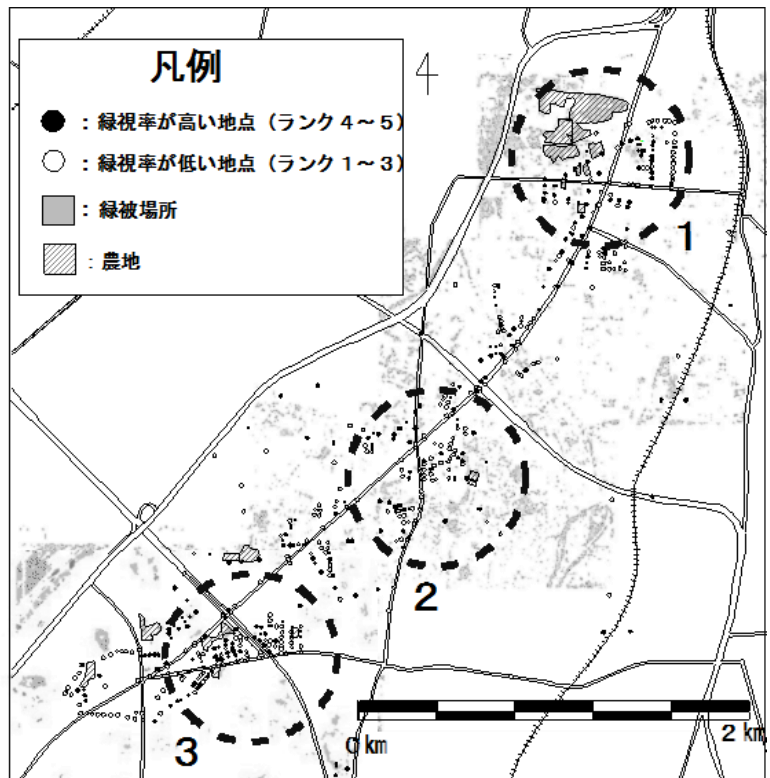 凡例
● : 緑視率が高い地点（ランク４～５）
○ : 緑視率が低い地点（ランク１～３）
: 緑被場所
: 農地
1
2
3
0 km
2 km